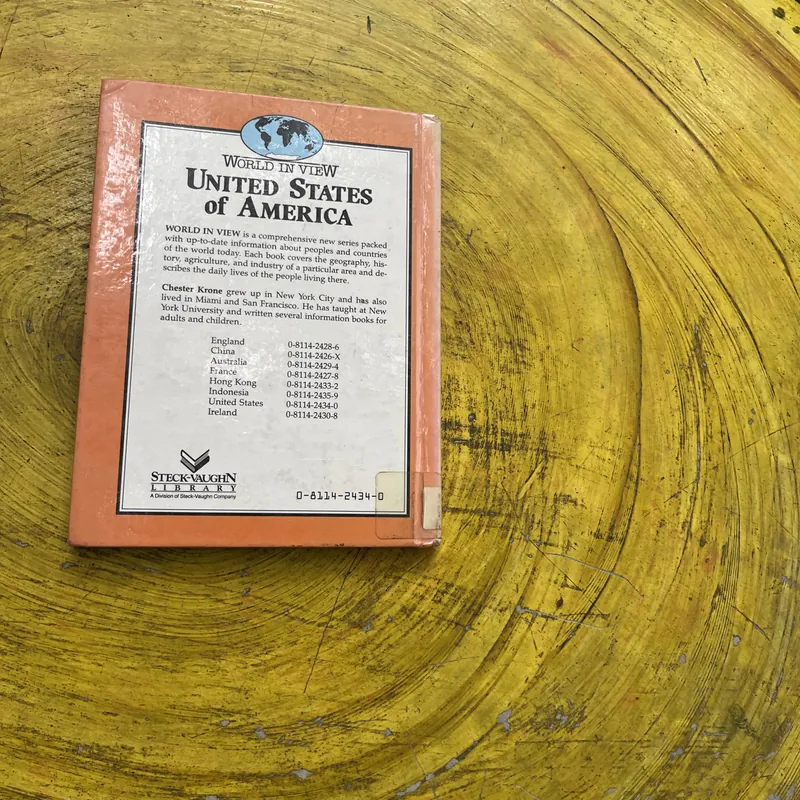 WORLD IN VIEW
UNITED STATES
of AMERICA
WORLD IN VIEW is a comprehensive new series packed
with up-to-date information about peoples and countries
of the world today. Each book covers the geography, his-
tory, agriculture, and industry of a particular area and de-
scribes the daily lives of the people living there.
Chester Krone grew up in New York City and has also
lived in Miami and San Francisco. He has taught at New
York University and written several information books for
adults and children.
England 0-8114-2428-6
China 0-8114-2426-X
Australia 0-8114-2429-4
France 0-8114-2427-8
Hong Kong 0-8114-2433-2
Indonesia 0-8114-2435-9
United States 0-8114-2434-0
Ireland 0-8114-2430-8
STECK-VAUGHN
LIBRARY
A Division of Steck-Vaughn Company
0-8114-2434-0